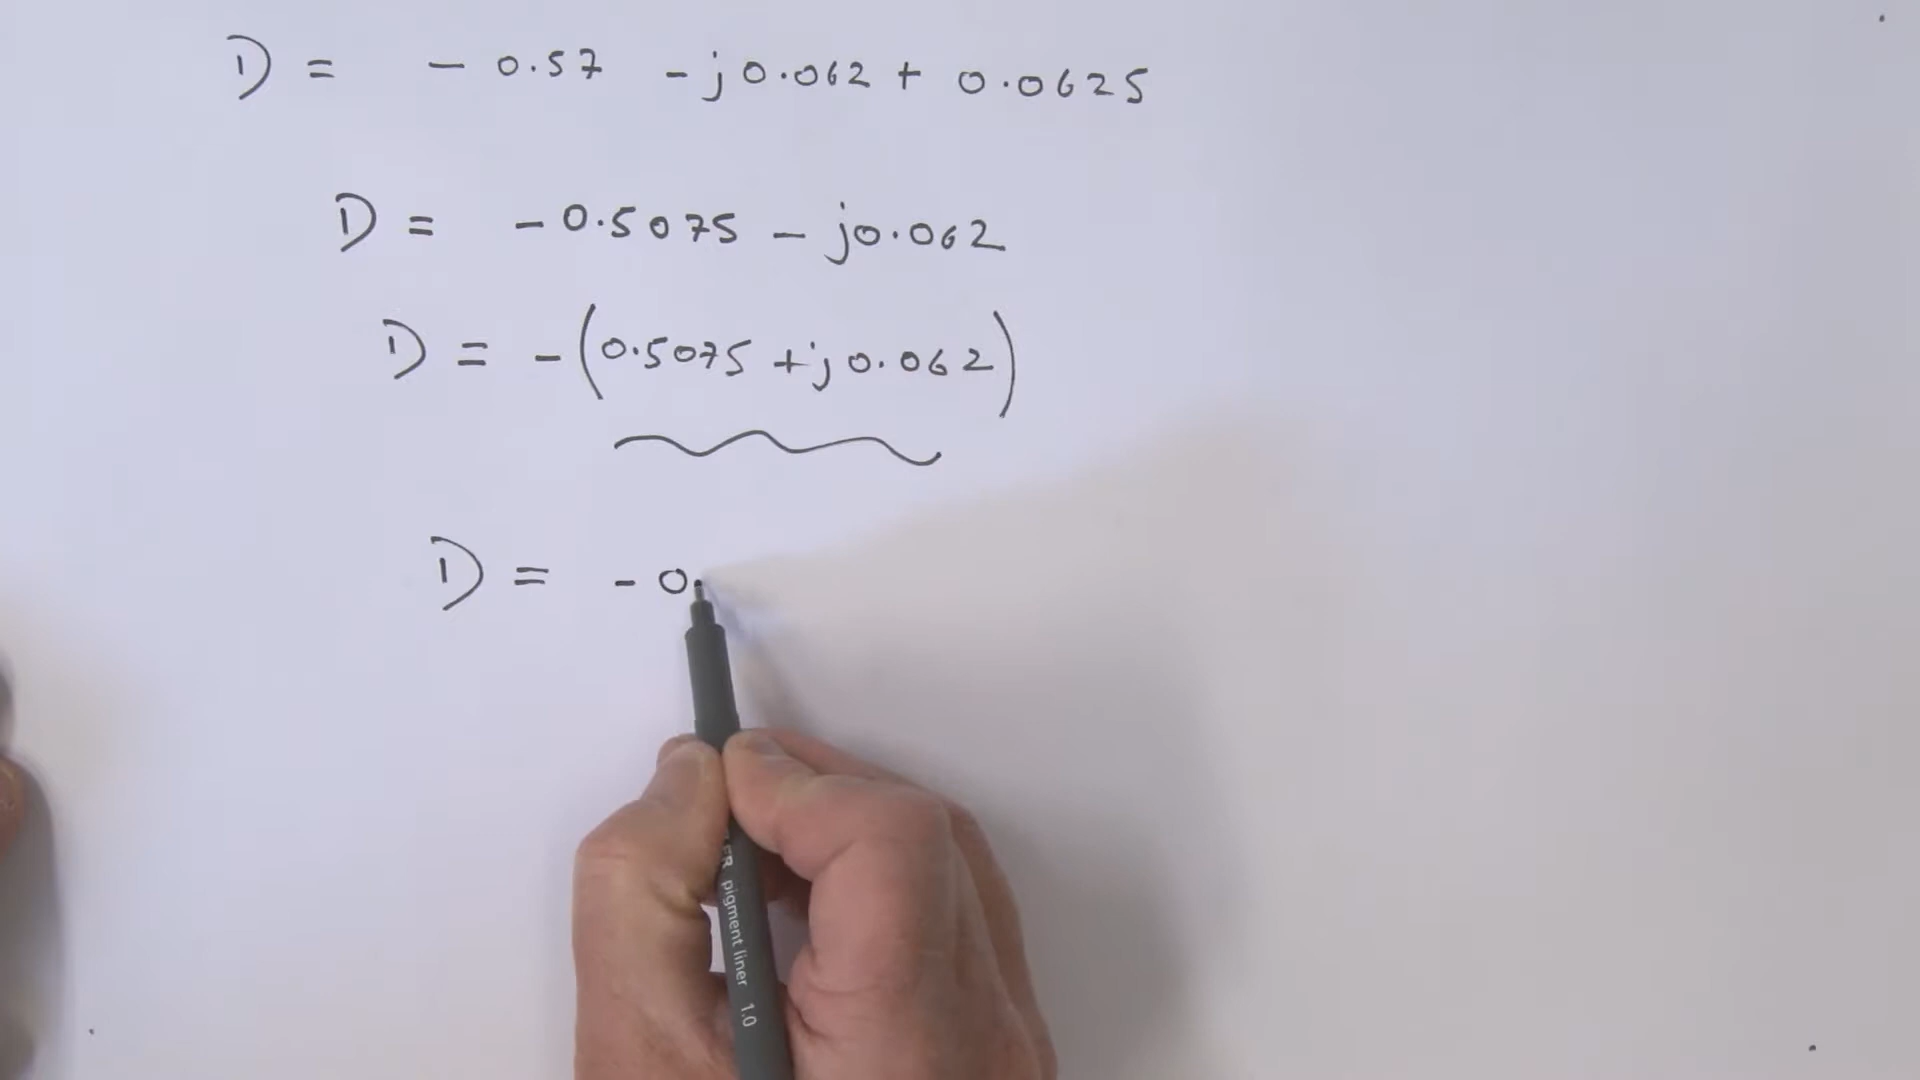 D = - 0.57 - j0.062 + 0.0625
D = - 0.5075 - j0.062
D = -(0.5075 + j0.062)
D = - 0.
pigment liner 1.0